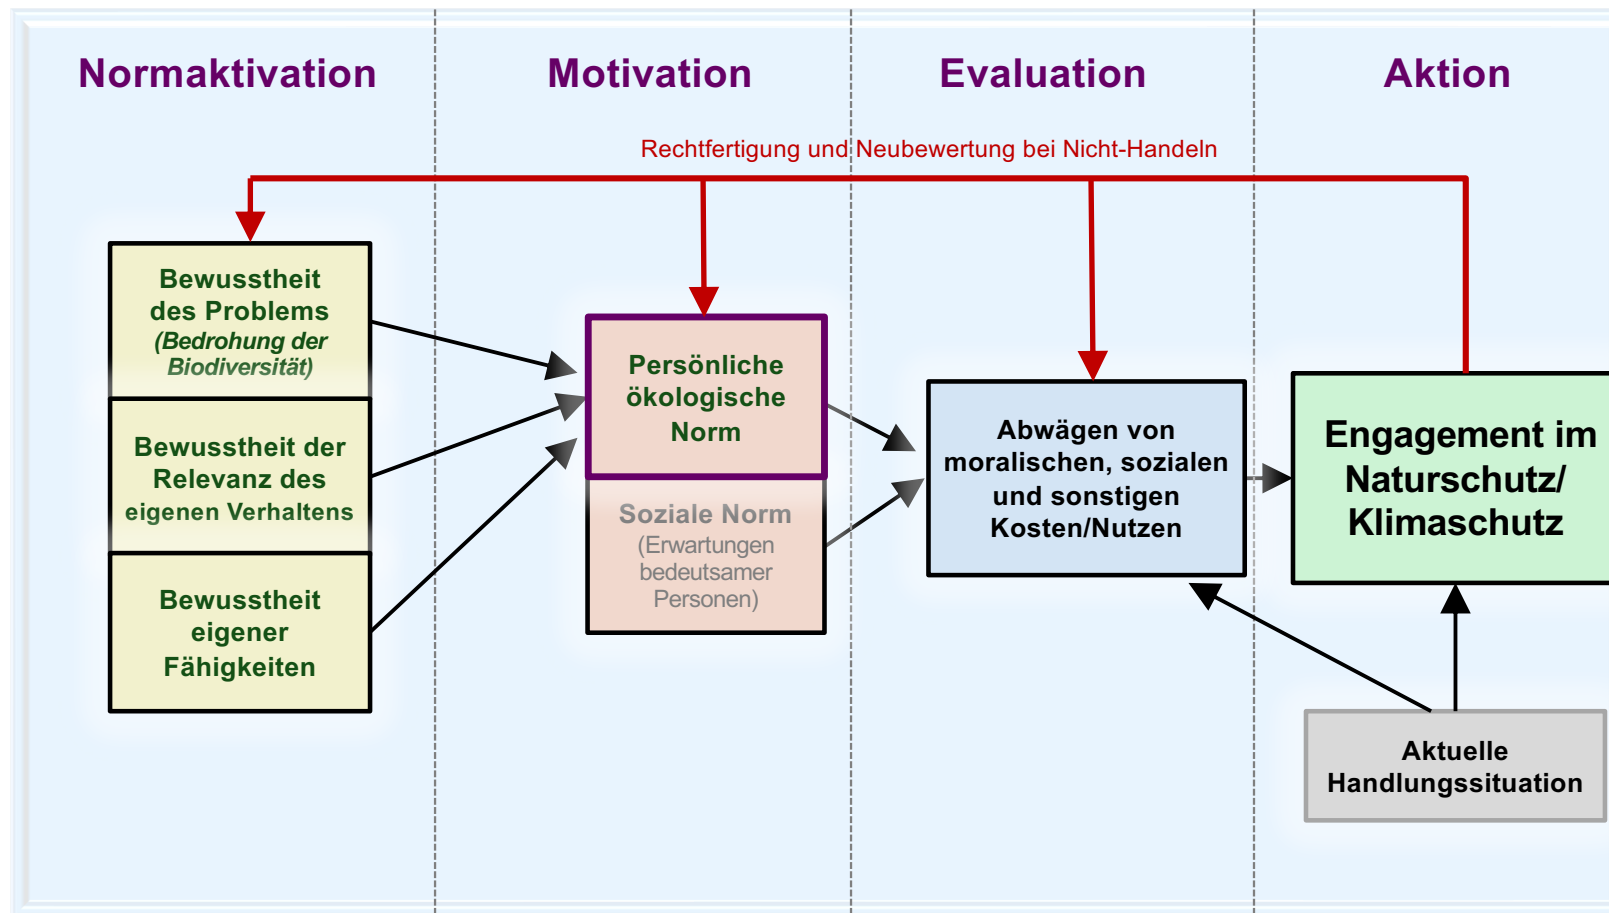 Normaktivation
Motivation
Evaluation
Aktion
Rechtfertigung und Neubewertung bei Nicht-Handeln
Bewusstheit
des Problems
(Bedrohung der
Biodiversität)
Bewusstheit der
Relevanz des
eigenen Verhaltens
Bewusstheit
eigener
Fähigkeiten
Persönliche
ökologische
Norm
Soziale Norm
(Erwartungen
bedeutsamer
Personen)
Abwägen von
moralischen, sozialen
und sonstigen
Kosten/Nutzen
Engagement im
Naturschutz/
Klimaschutz
Aktuelle
Handlungssituation